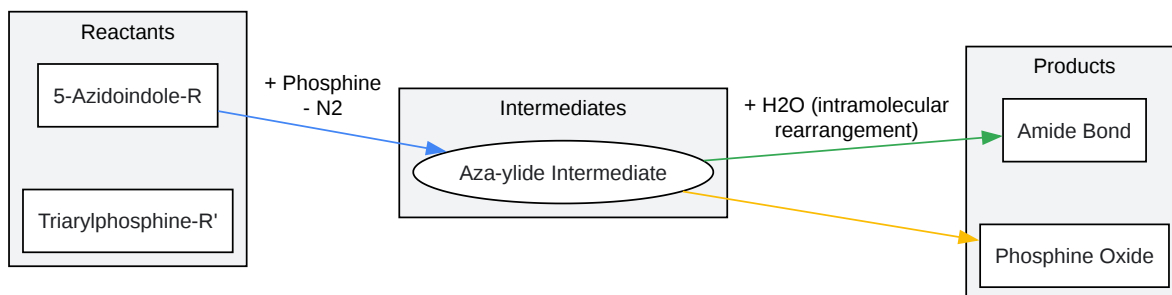 Reactants
5-Azidoindole-R
Triarylphosphine-R'
+ Phosphine
- N2
Intermediates
Aza-ylide Intermediate
+ H2O (intramolecular
rearrangement)
Products
Amide Bond
Phosphine Oxide